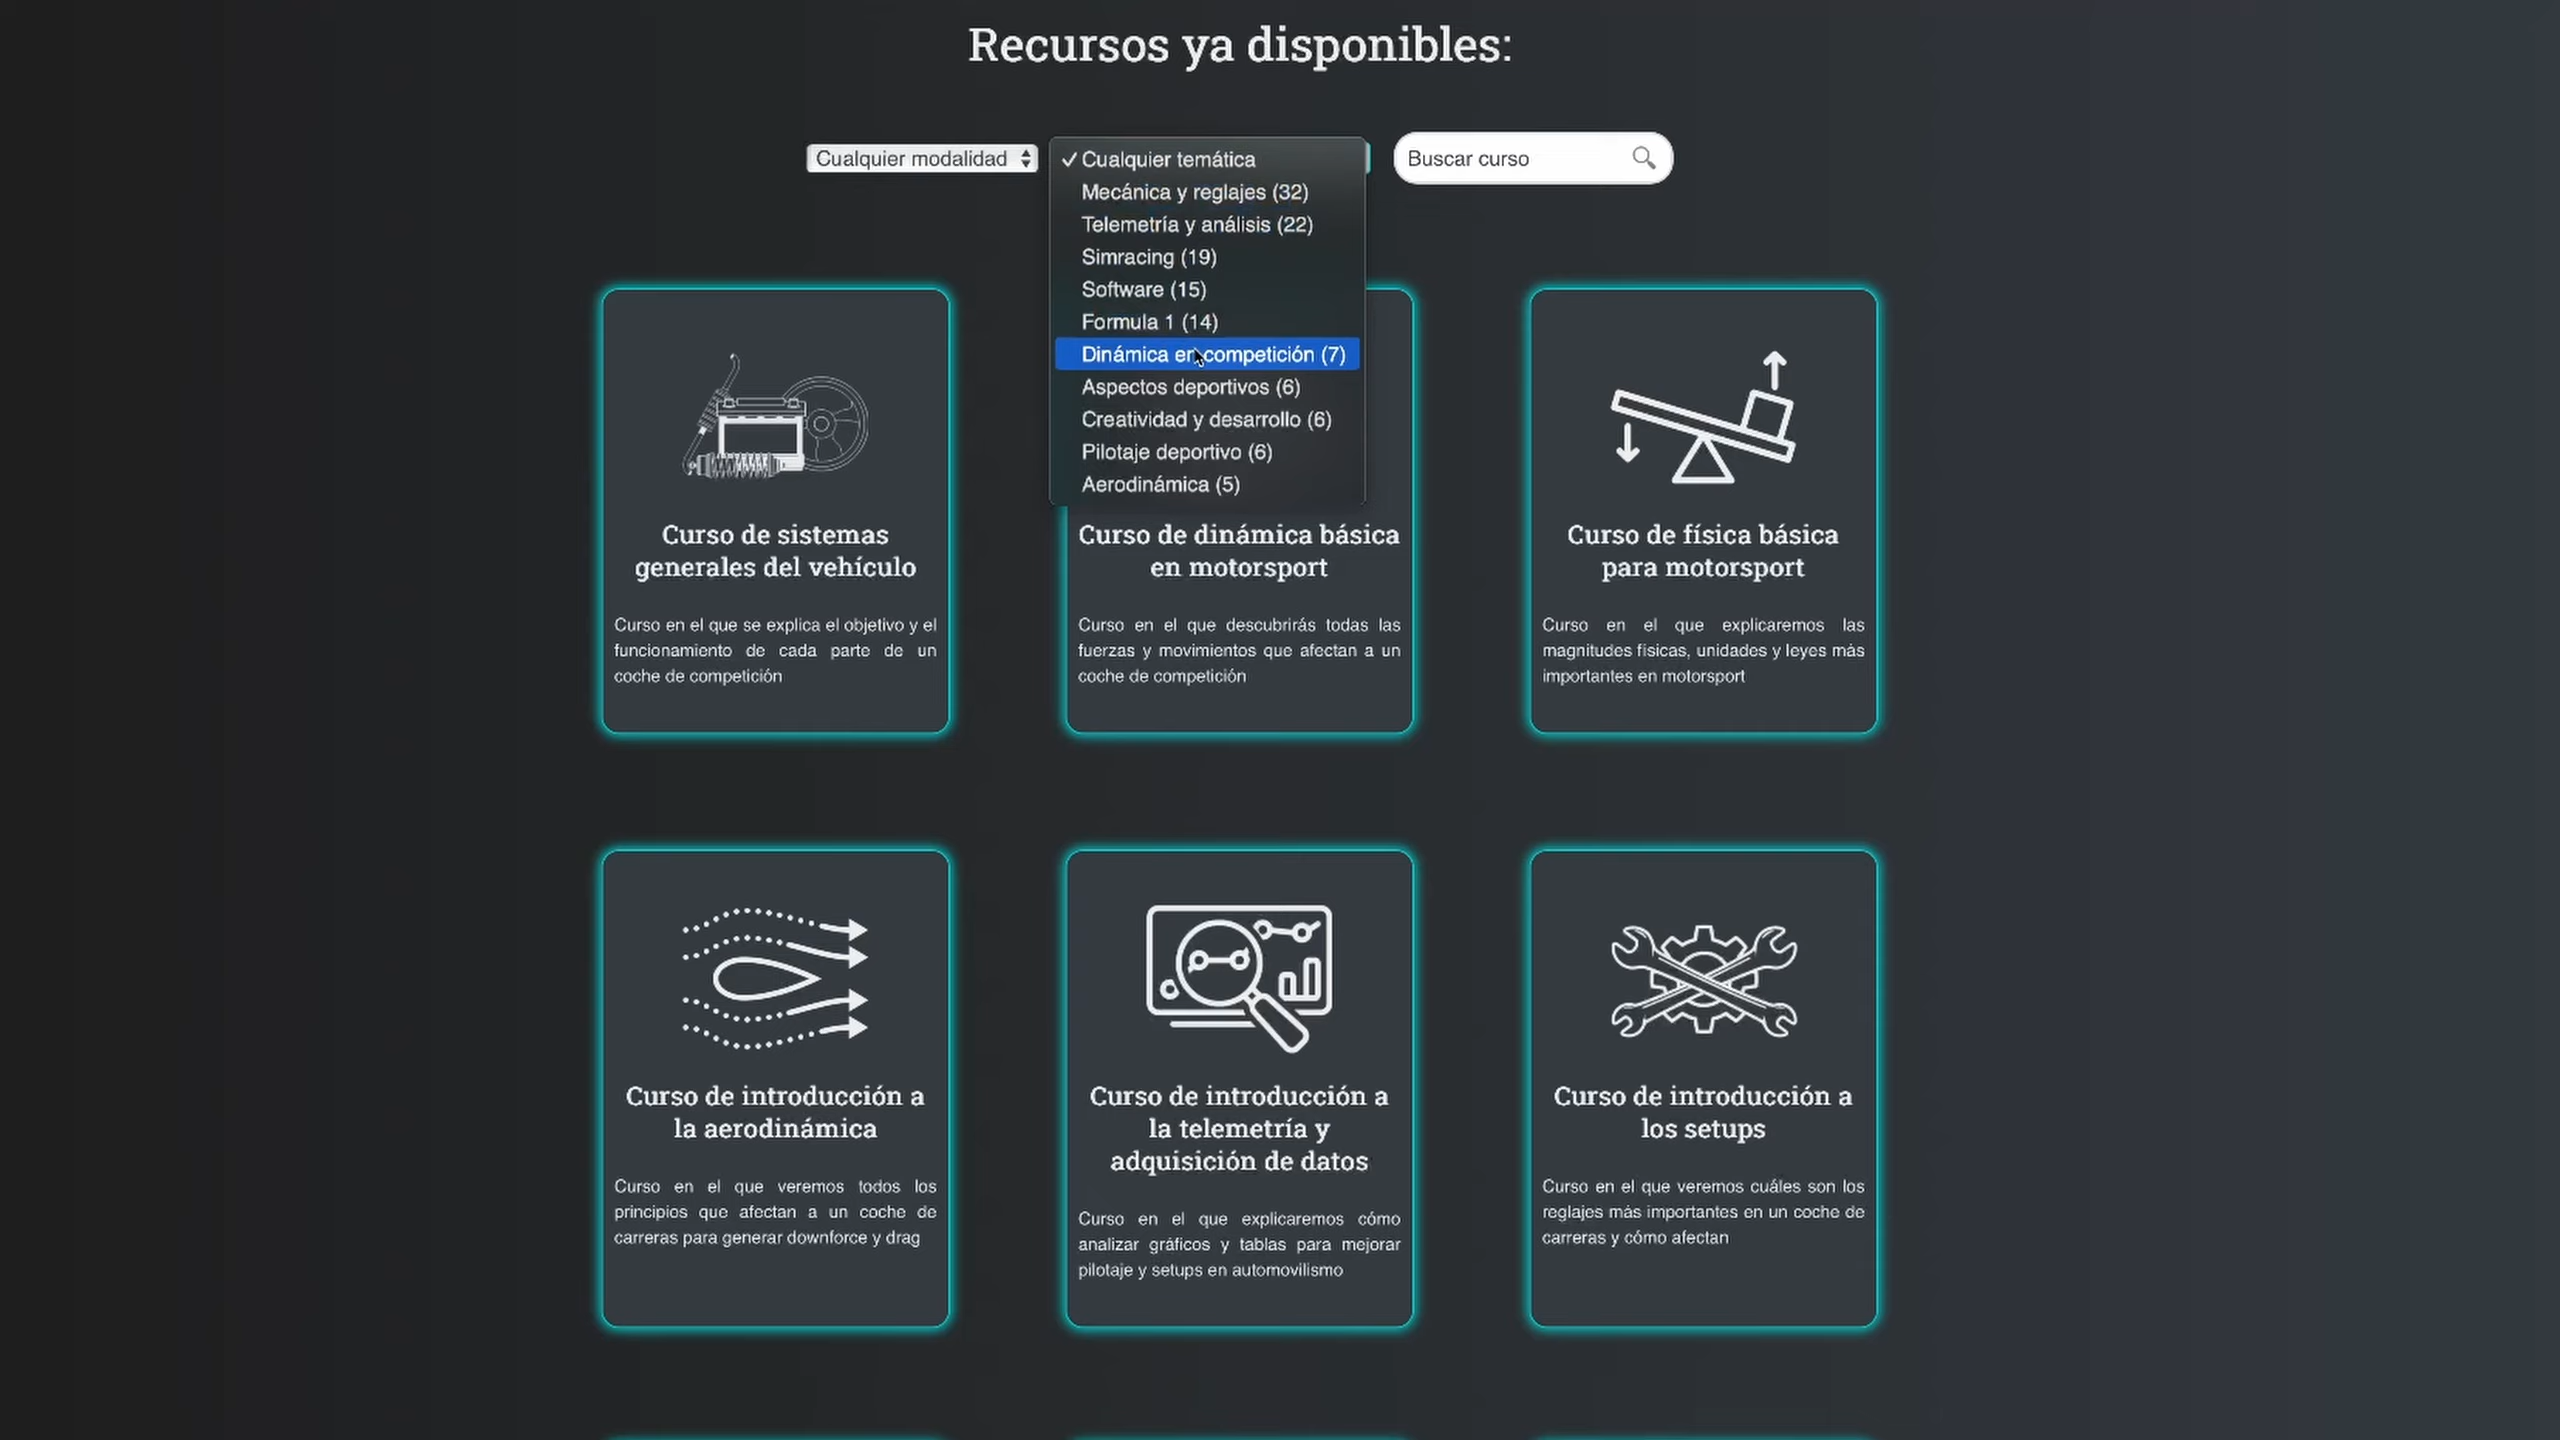 Recursos ya disponibles:
Cualquier modalidad
✓ Cualquier temática
Mecánica y reglajes (32)
Telemetría y análisis (22)
Simracing (19)
Software (15)
Formula 1 (14)
Dinámica en competición (7)
Aspectos deportivos (6)
Creatividad y desarrollo (6)
Pilotaje deportivo (6)
Aerodinámica (5)
Buscar curso
Curso de sistemas
generales del vehículo
Curso en el que se explica el objetivo y el
funcionamiento de cada parte de un
coche de competición
Curso de dinámica básica
en motorsport
Curso en el que descubrirás todas las
fuerzas y movimientos que afectan a un
coche de competición
Curso de física básica
para motorsport
Curso en el que explicaremos las
magnitudes físicas, unidades y leyes más
importantes en motorsport
Curso de introducción a
la aerodinámica
Curso en el que veremos todos los
principios que afectan a un coche de
carreras para generar downforce y drag
Curso de introducción a
la telemetría y
adquisición de datos
Curso en el que explicaremos cómo
analizar gráficos y tablas para mejorar
pilotaje y setups en automovilismo
Curso de introducción a
los setups
Curso en el que veremos cuáles son los
reglajes más importantes en un coche de
carreras y cómo afectan